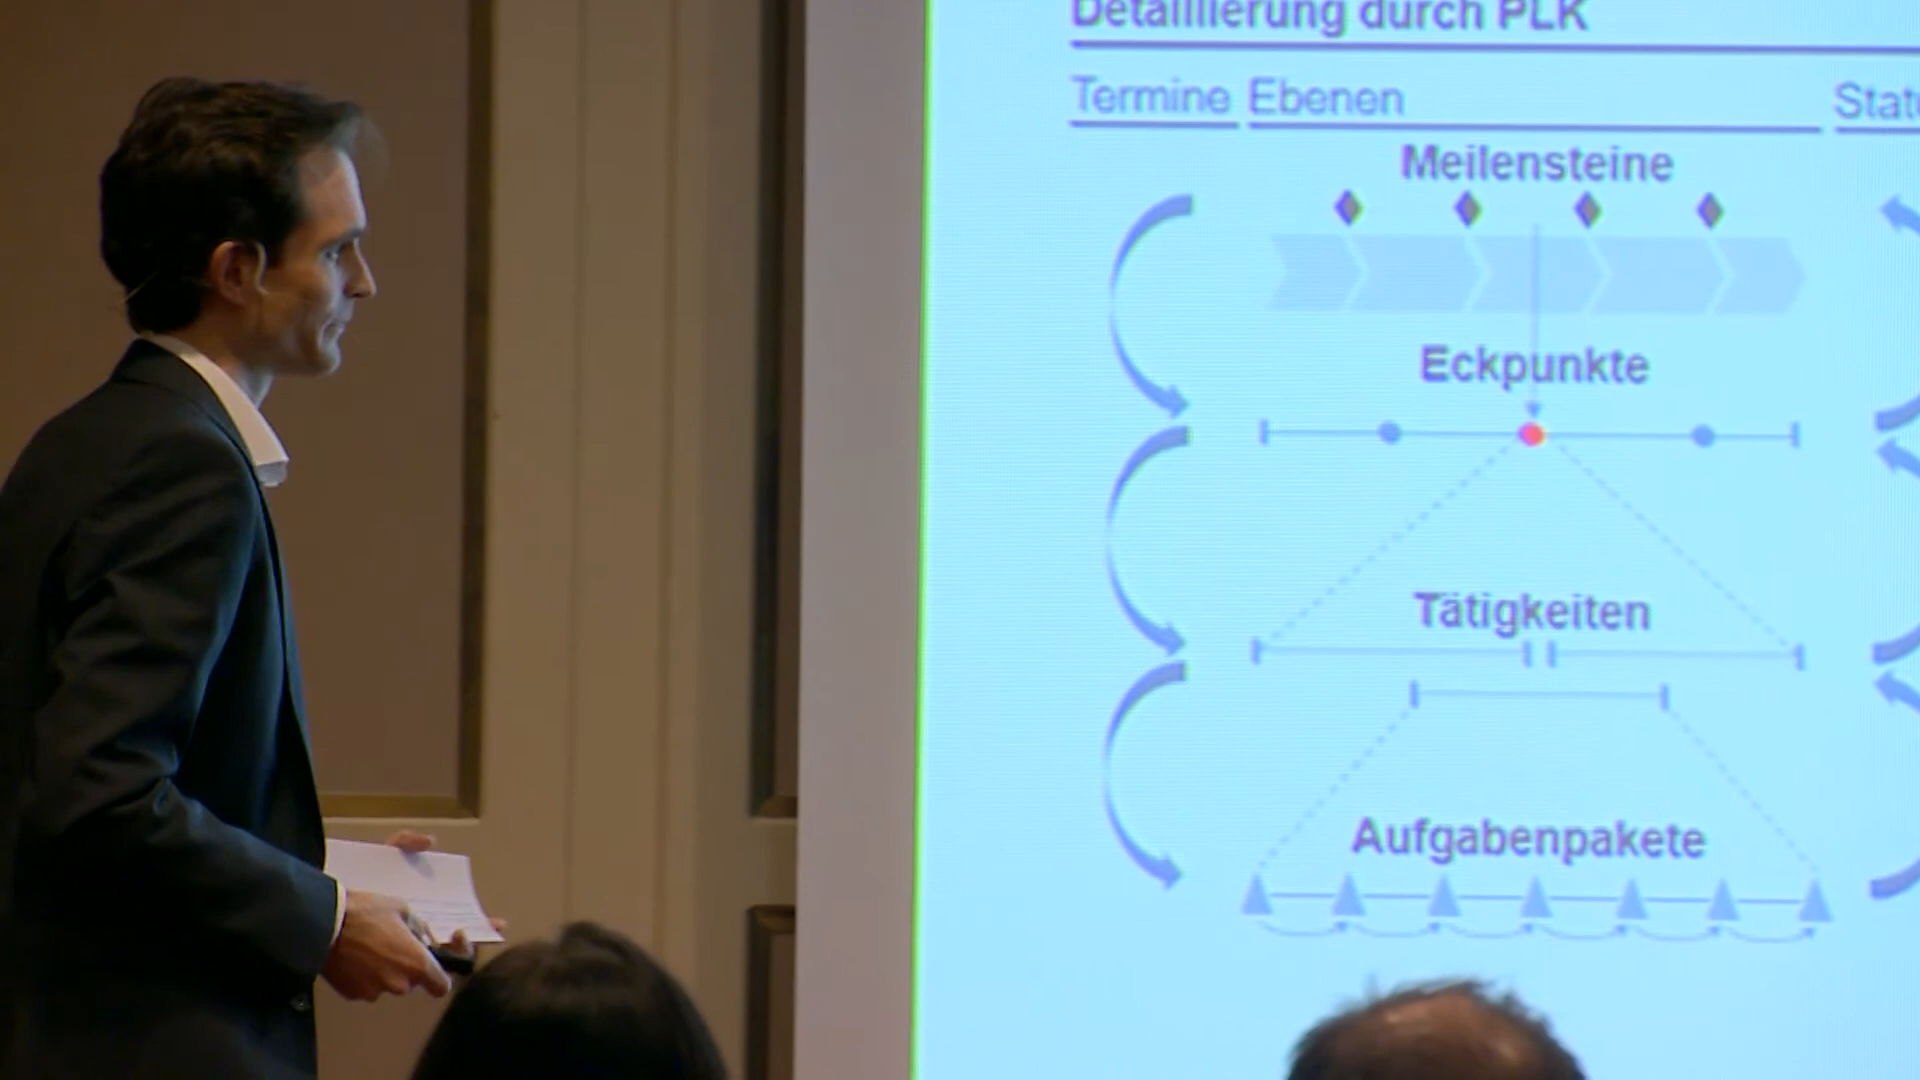 Detaillierung durch PLK
Termine Ebenen
Meilensteine
Eckpunkte
Tätigkeiten
Aufgabenpakete